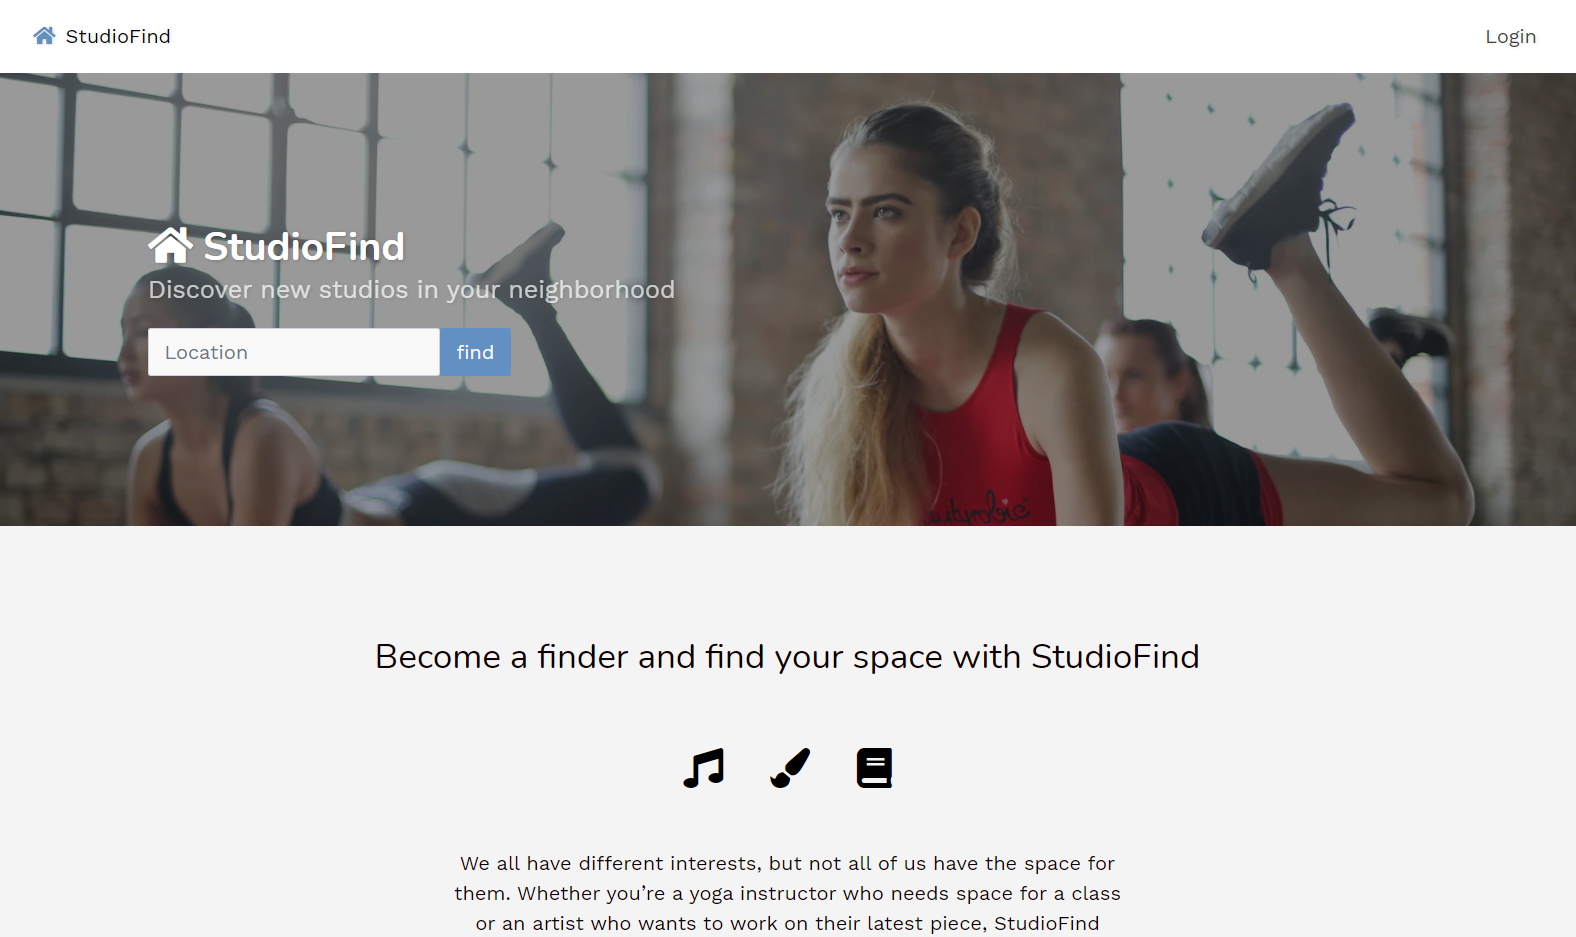 StudioFind
Login
StudioFind
Discover new studios in your neighborhood
Location
find
Become a finder and find your space with StudioFind
We all have different interests, but not all of us have the space for
them. Whether you’re a yoga instructor who needs space for a class
or an artist who wants to work on their latest piece, StudioFind